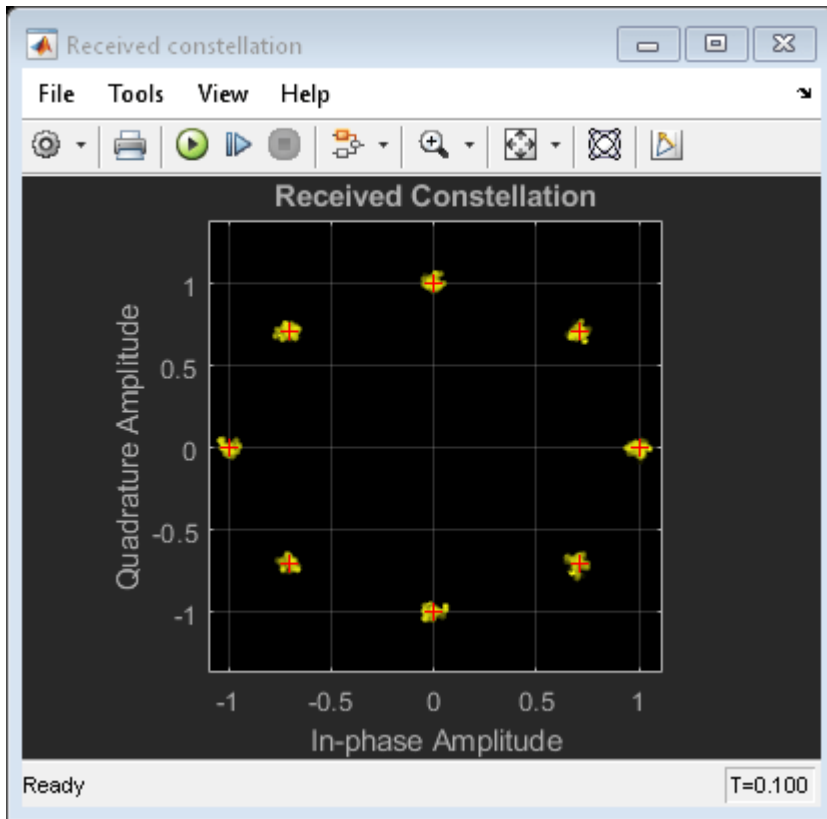 Received constellation
File Tools View Help
Received Constellation
Quadrature Amplitude
1
0.5
0
-0.5
-1
-1 -0.5 0 0.5 1
In-phase Amplitude
Ready T=0.100